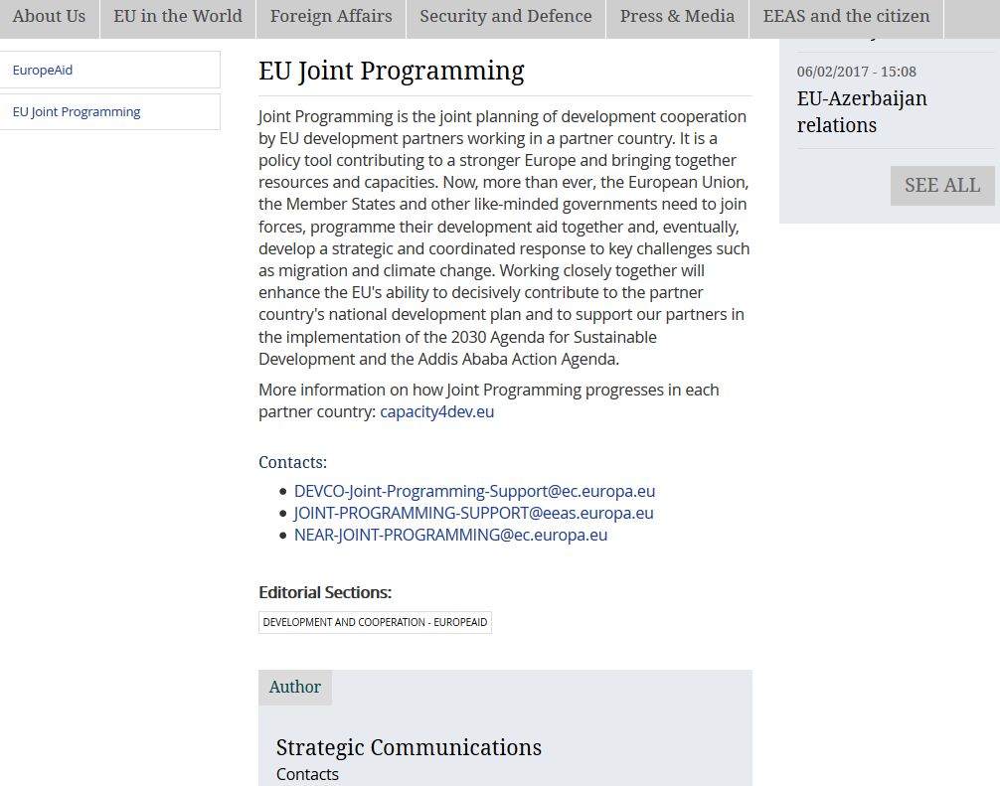 About Us
EU in the World
Foreign Affairs
Security and Defence
Press & Media
EEAS and the citizen
EuropeAid
EU Joint Programming
EU Joint Programming
Joint Programming is the joint planning of development cooperation
by EU development partners working in a partner country. It is a
policy tool contributing to a stronger Europe and bringing together
resources and capacities. Now, more than ever, the European Union,
the Member States and other like-minded governments need to join
forces, programme their development aid together and, eventually,
develop a strategic and coordinated response to key challenges such
as migration and climate change. Working closely together will
enhance the EU's ability to decisively contribute to the partner
country's national development plan and to support our partners in
the implementation of the 2030 Agenda for Sustainable
Development and the Addis Ababa Action Agenda.
More information on how Joint Programming progresses in each
partner country: capacity4dev.eu
Contacts:
DEVCO-Joint-Programming-Support@ec.europa.eu
JOINT-PROGRAMMING-SUPPORT@eeas.europa.eu
NEAR-JOINT-PROGRAMMING@ec.europa.eu
Editorial Sections:
DEVELOPMENT AND COOPERATION - EUROPEAID
Author
Strategic Communications
Contacts
06/02/2017 - 15:08
EU-Azerbaijan
relations
SEE ALL